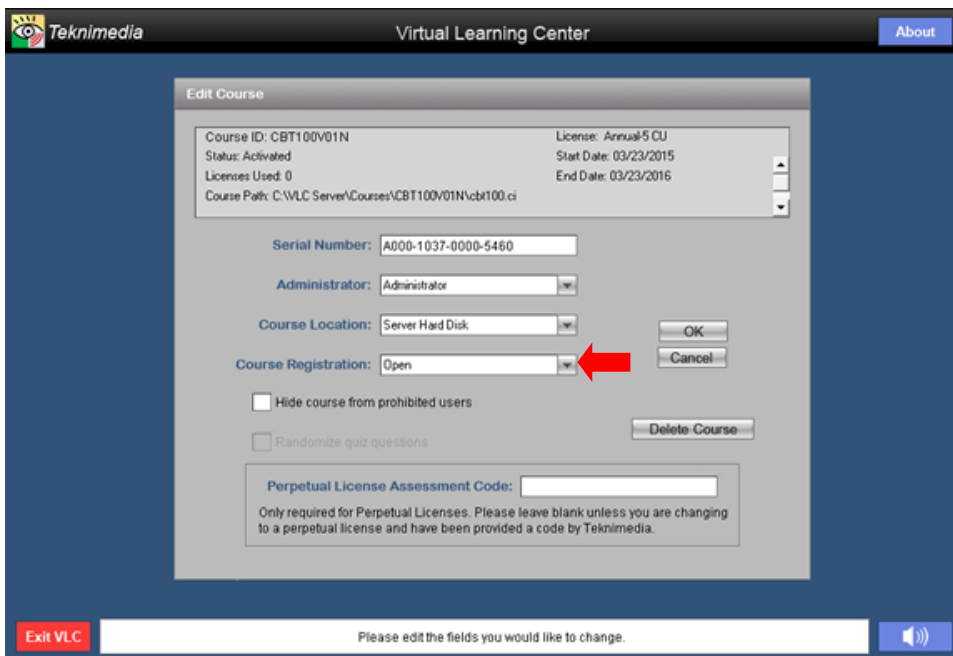 Teknimedia
Virtual Learning Center
About
Edit Course
Course ID: CBT100V01N
License: Annual-5 CU
Status: Activated
Start Date: 03/23/2015
Licenses Used: 0
End Date: 03/23/2016
Course Path: C:\VLC Server\Courses\CBT100V01N\cbt100.ci
Serial Number: A000-1037-0000-5460
Administrator: Administrator
Course Location: Server Hard Disk
OK
Course Registration: Open
Cancel
Hide course from prohibited users
Delete Course
Randomize quiz questions
Perpetual License Assessment Code:
Only required for Perpetual Licenses. Please leave blank unless you are changing
to a perpetual license and have been provided a code by Teknimedia.
Exit VLC
Please edit the fields you would like to change.